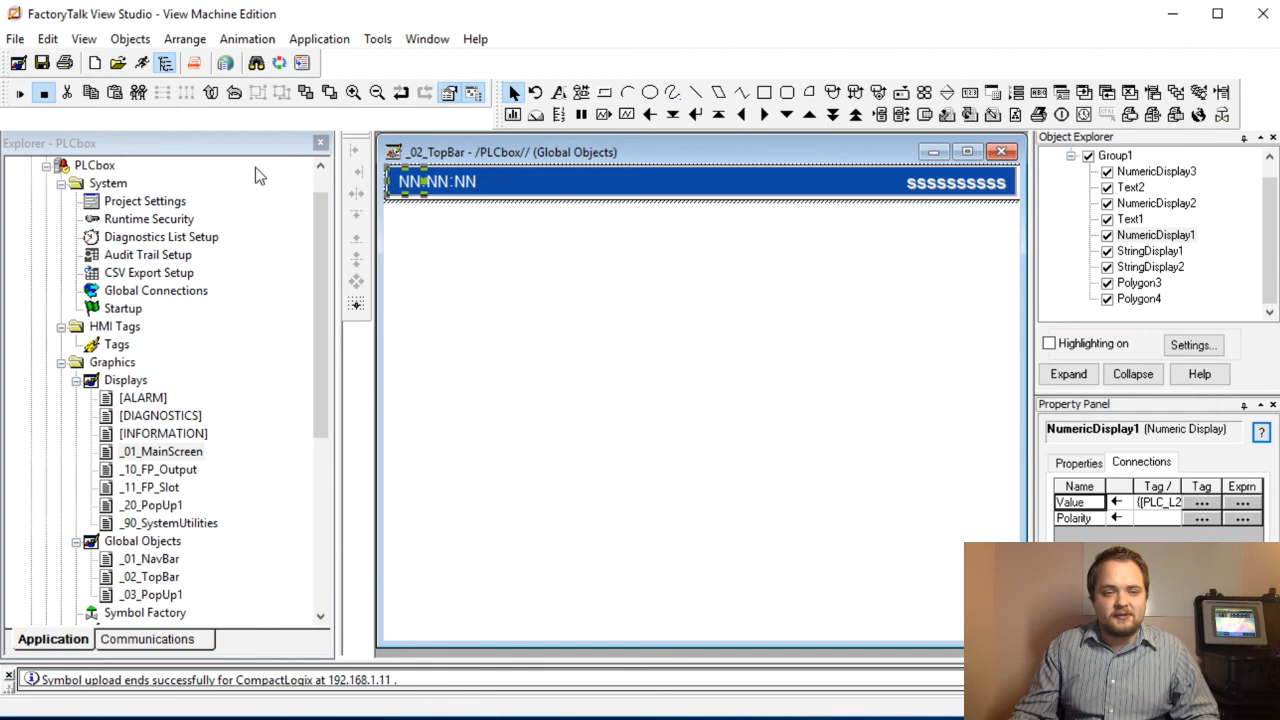 FactoryTalk View Studio - View Machine Edition
File Edit View Objects Arrange Animation Application Tools Window Help
Explorer - PLCbox
PLCbox
System
Project Settings
Runtime Security
Diagnostics List Setup
Audit Trail Setup
CSV Export Setup
Global Connections
Startup
HMI Tags
Tags
Graphics
Displays
[ALARM]
[DIAGNOSTICS]
[INFORMATION]
_01_MainScreen
_10_FP_Output
_11_FP_Slot
_20_PopUp1
_90_SystemUtilities
Global Objects
_01_NavBar
_02_TopBar
_03_PopUp1
Symbol Factory
Application Communications
_02_TopBar - /PLCbox// (Global Objects)
NN:NN:NN ssssssssss
Object Explorer
Group1
NumericDisplay3
Text2
NumericDisplay2
Text1
NumericDisplay1
StringDisplay1
StringDisplay2
Polygon3
Polygon4
Highlighting on Settings...
Expand Collapse Help
Property Panel
NumericDisplay1 (Numeric Display) ?
Properties Connections
Name Tag / Tag Exprn
Value {[PLC_L2 ... ...
Polarity ... ...
Symbol upload ends successfully for CompactLogix at 192.168.1.11 .